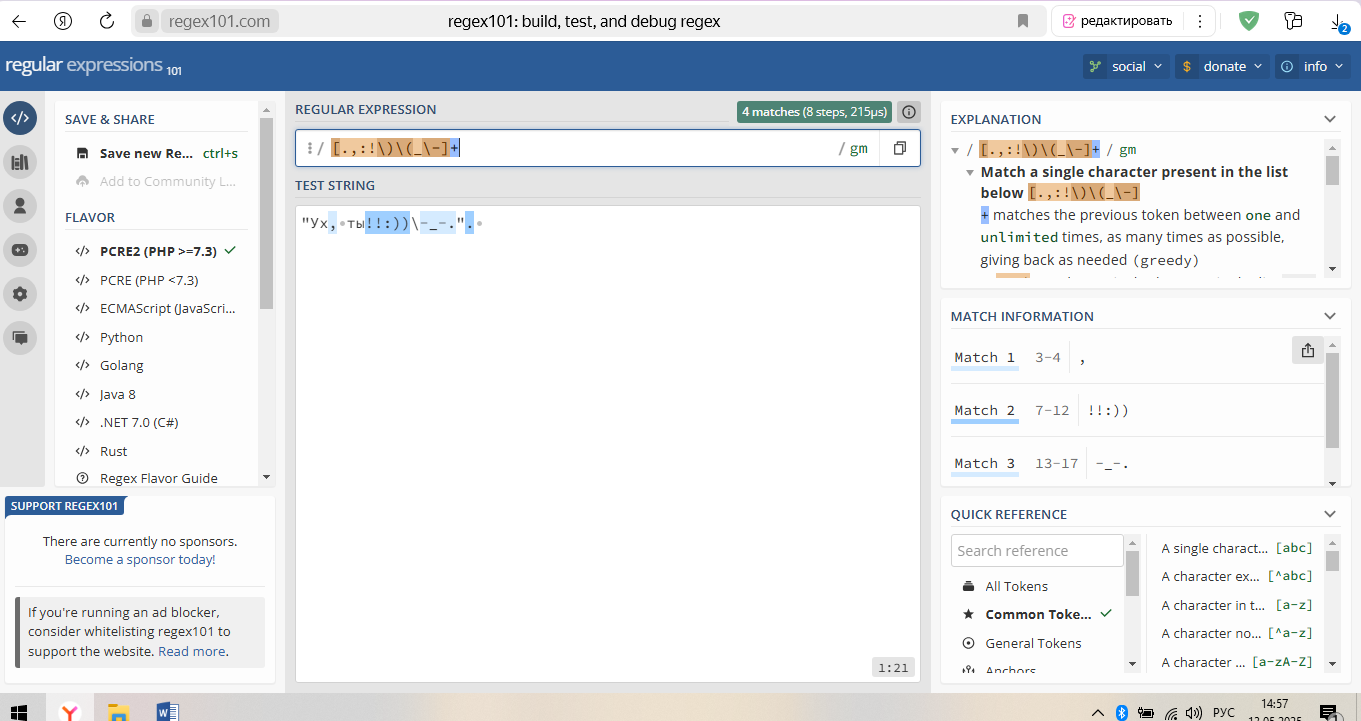 regex101.com
regex101: build, test, and debug regex
редактировать
2
regular expressions 101
social
donate
info
SAVE & SHARE
Save new Re... ctrl+s
Add to Community L...
FLAVOR
PCRE2 (PHP >=7.3)
PCRE (PHP <7.3)
ECMAScript (JavaScri...
Python
Golang
Java 8
.NET 7.0 (C#)
Rust
Regex Flavor Guide
SUPPORT REGEX101
There are currently no sponsors.
Become a sponsor today!
If you're running an ad blocker,
consider whitelisting regex101 to
support the website. Read more.
REGULAR EXPRESSION
4 matches (8 steps, 215µs)
/ [.,:!\)\(_\-]+ / gm
TEST STRING
"Ух, ты!!:))\-_-.".
1:21
EXPLANATION
/ [.,:!\)\(_\-]+ / gm
Match a single character present in the list
below [.,:!\)\(_\-]
+ matches the previous token between one and
unlimited times, as many times as possible,
giving back as needed (greedy)
MATCH INFORMATION
Match 1 3-4 ,
Match 2 7-12 !!:))
Match 3 13-17 -_-.
QUICK REFERENCE
Search reference
All Tokens
Common Toke...
General Tokens
Anchors
A single charact... [abc]
A character ex... [^abc]
A character in t... [a-z]
A character no... [^a-z]
A character ... [a-zA-Z]
РУС
14:57
12.05.2025